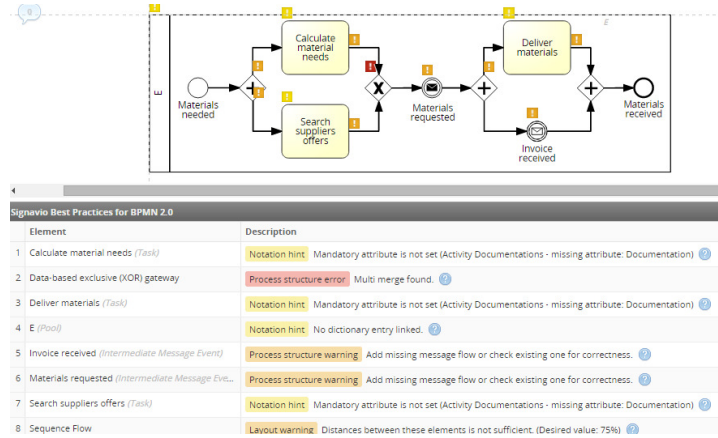 0
E
Calculate
material
needs
Deliver
materials
E
Materials
needed
Materials
requested
Materials
received
Search
suppliers
offers
Invoice
received
Signavio Best Practices for BPMN 2.0
Element Description
1 Calculate material needs (Task) Notation hint Mandatory attribute is not set (Activity Documentations - missing attribute: Documentation) ?
2 Data-based exclusive (XOR) gateway Process structure error Multi merge found. ?
3 Deliver materials (Task) Notation hint Mandatory attribute is not set (Activity Documentations - missing attribute: Documentation) ?
4 E (Pool) Notation hint No dictionary entry linked. ?
5 Invoice received (Intermediate Message Event) Process structure warning Add missing message flow or check existing one for correctness. ?
6 Materials requested (Intermediate Message Eve... Process structure warning Add missing message flow or check existing one for correctness. ?
7 Search suppliers offers (Task) Notation hint Mandatory attribute is not set (Activity Documentations - missing attribute: Documentation) ?
8 Sequence Flow Layout warning Distances between these elements is not sufficient. (Desired value: 75%) ?